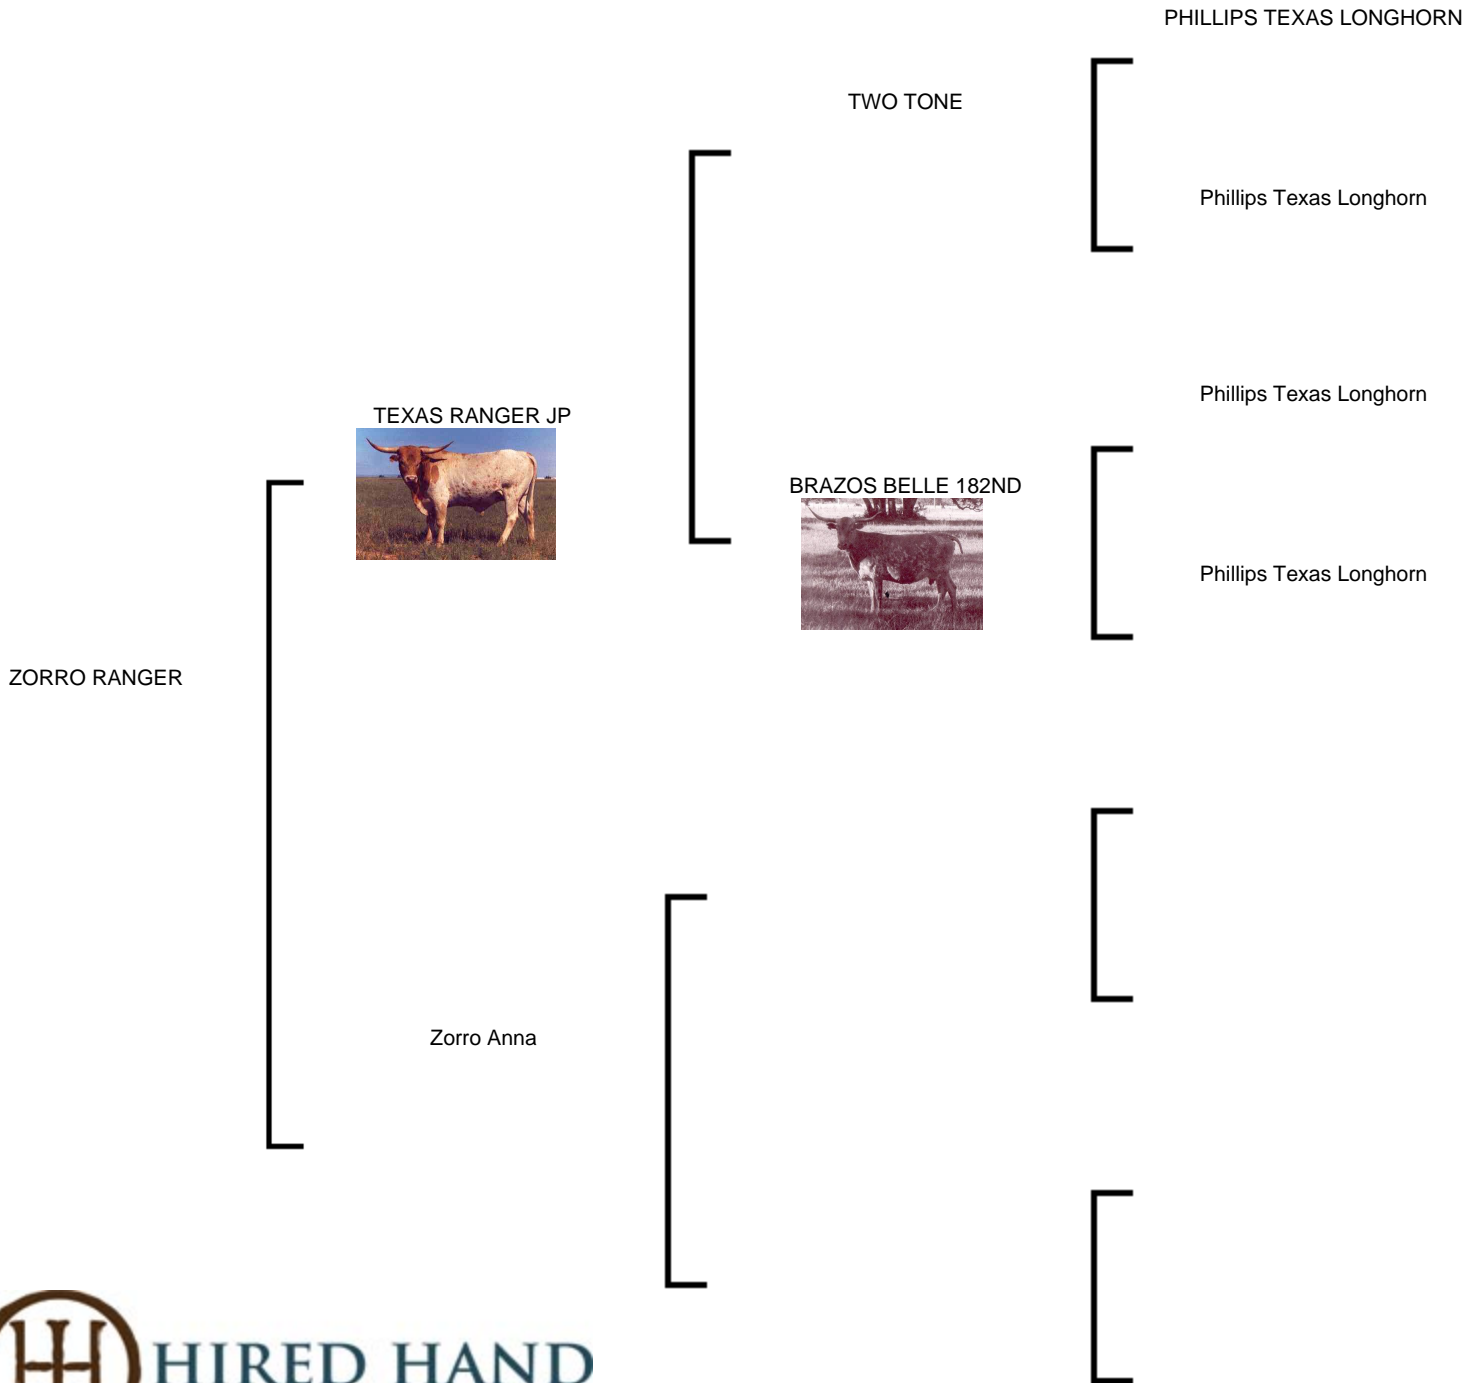 PHILLIPS TEXAS LONGHORN
TWO TONE
Phillips Texas Longhorn
Phillips Texas Longhorn
TEXAS RANGER JP
BRAZOS BELLE 182ND
Phillips Texas Longhorn
ZORRO RANGER
Zorro Anna
HIRED HAND